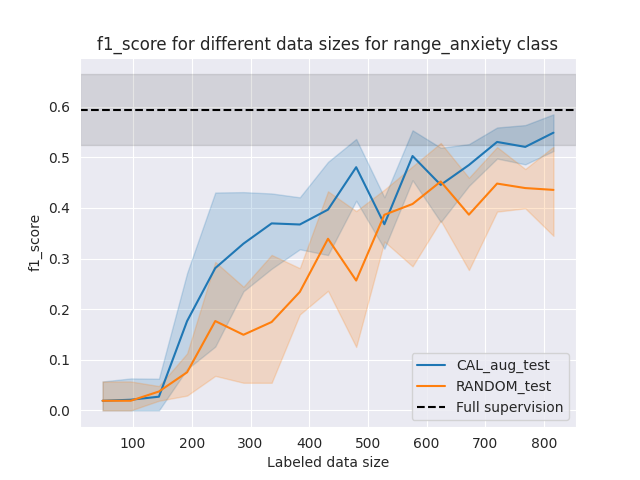 f1_score for different data sizes for range_anxiety class
0.6
0.5
0.4
0.3
0.2
0.1
0.0
f1_score
CAL_aug_test
RANDOM_test
Full supervision
100 200 300 400 500 600 700 800
Labeled data size